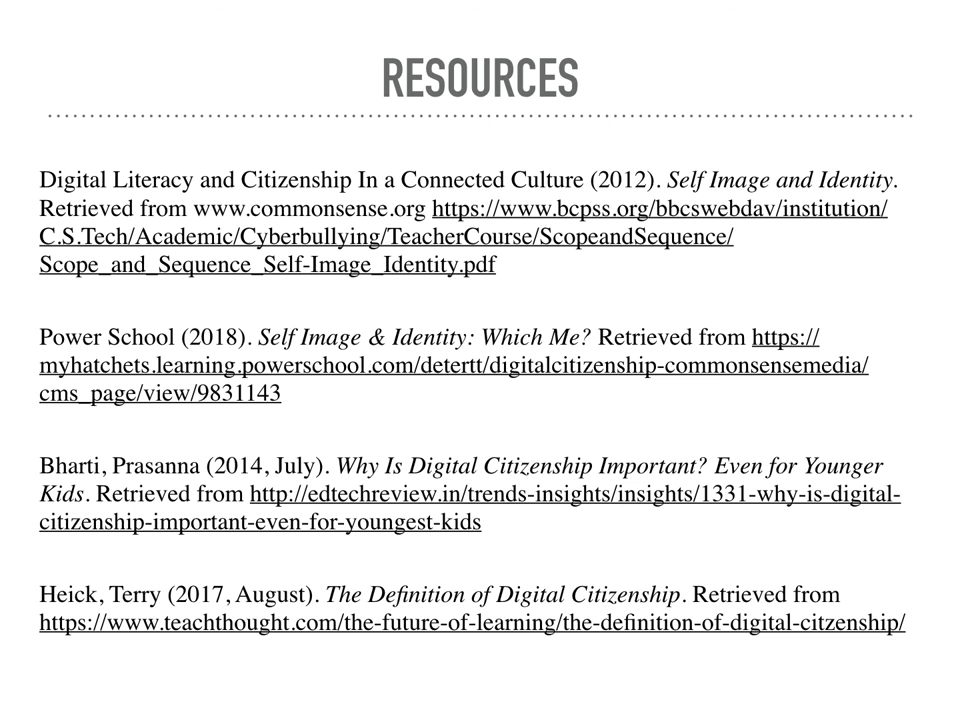 RESOURCES
Digital Literacy and Citizenship In a Connected Culture (2012). Self Image and Identity.
Retrieved from www.commonsense.org https://www.bcpss.org/bbcswebdav/institution/
C.S.Tech/Academic/Cyberbullying/TeacherCourse/ScopeandSequence/
Scope_and_Sequence_Self-Image_Identity.pdf
Power School (2018). Self Image & Identity: Which Me? Retrieved from https://
myhatchets.learning.powerschool.com/detertt/digitalcitizenship-commonsensemedia/
cms_page/view/9831143
Bharti, Prasanna (2014, July). Why Is Digital Citizenship Important? Even for Younger
Kids. Retrieved from http://edtechreview.in/trends-insights/insights/1331-why-is-digital-
citizenship-important-even-for-youngest-kids
Heick, Terry (2017, August). The Definition of Digital Citizenship. Retrieved from
https://www.teachthought.com/the-future-of-learning/the-definition-of-digital-citzenship/